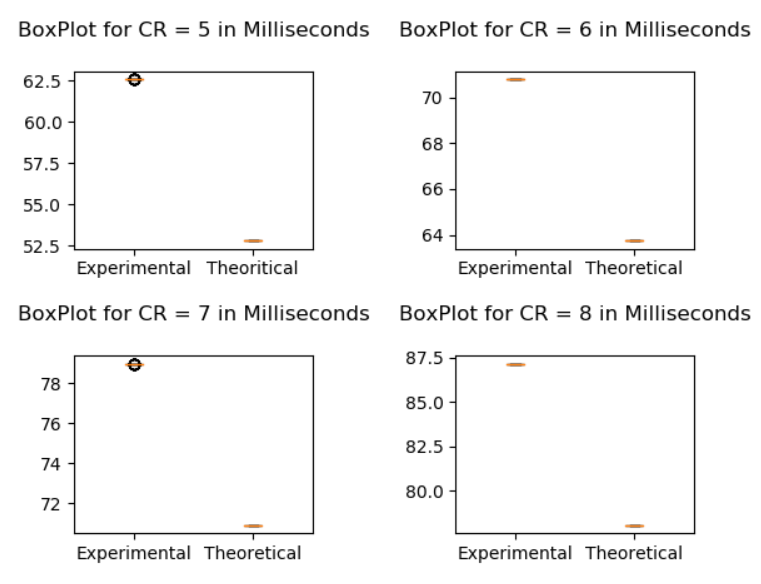 BoxPlot for CR = 5 in Milliseconds
62.5
60.0
57.5
55.0
52.5
Experimental Theoritical
BoxPlot for CR = 6 in Milliseconds
70
68
66
64
Experimental Theoretical
BoxPlot for CR = 7 in Milliseconds
78
76
74
72
Experimental Theoretical
BoxPlot for CR = 8 in Milliseconds
87.5
85.0
82.5
80.0
Experimental Theoretical